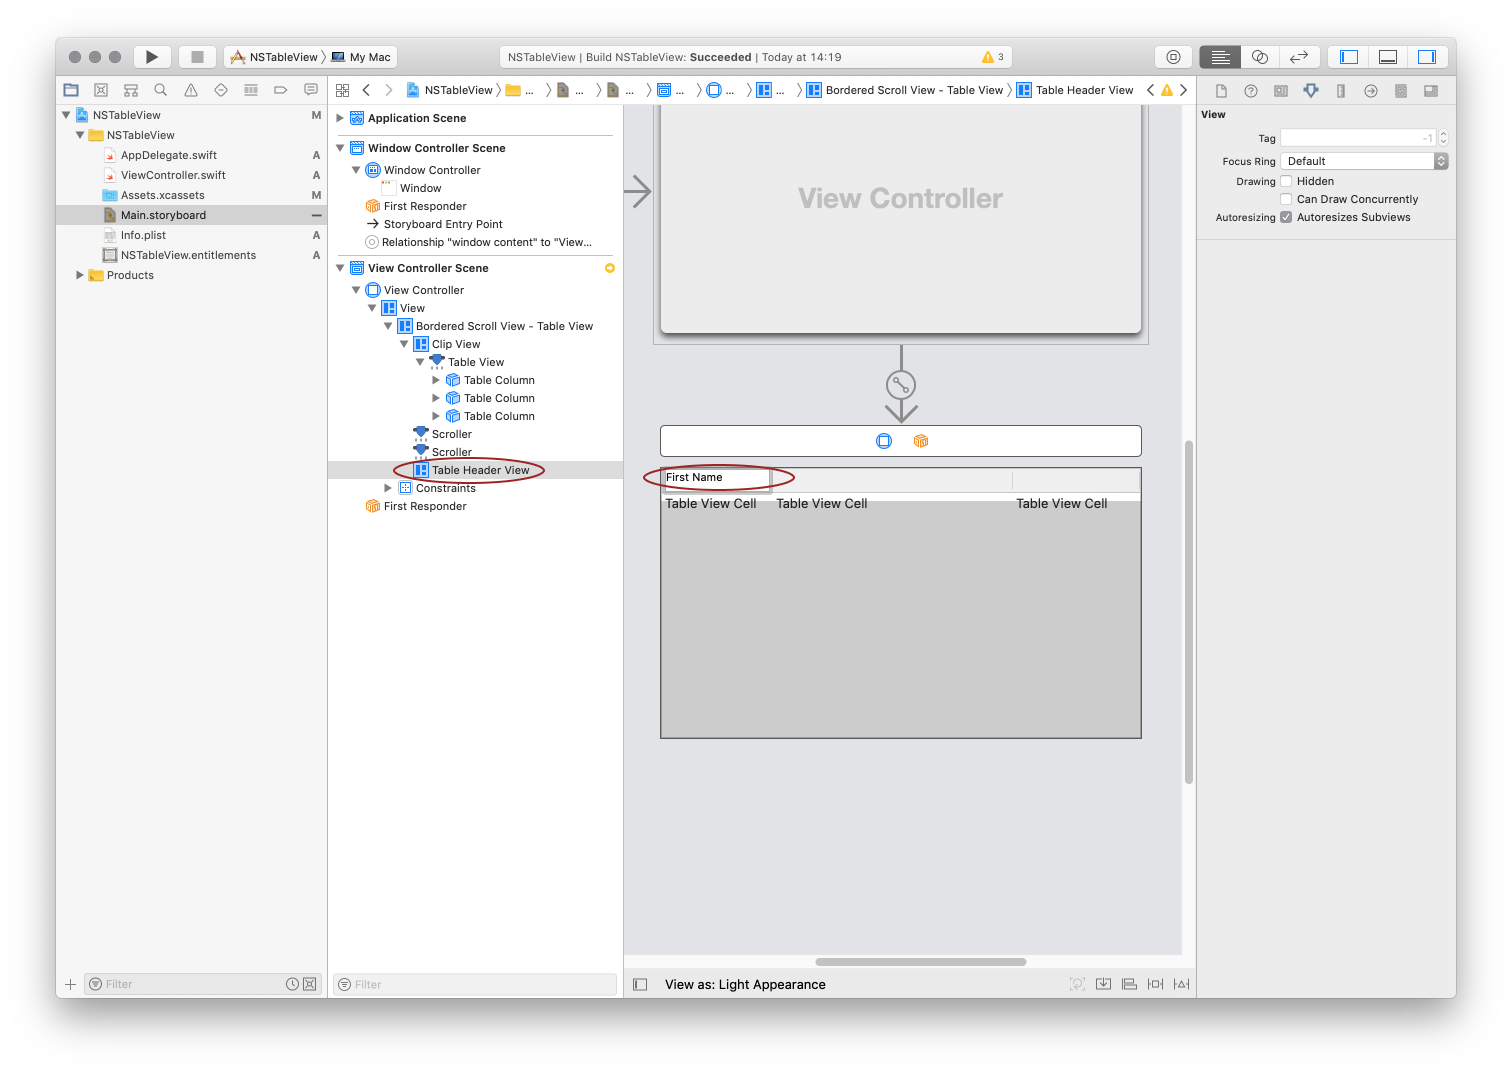 NSTableView 〉 My Mac
NSTableView | Build NSTableView: Succeeded | Today at 14:19
3
NSTableView 〉 ... 〉 ... 〉 ... 〉 ... 〉 ... 〉 ... 〉 Bordered Scroll View - Table View 〉 Table Header View
NSTableView M
NSTableView
AppDelegate.swift A
ViewController.swift A
Assets.xcassets M
Main.storyboard
Info.plist A
NSTableView.entitlements A
Products
Filter
Application Scene
Window Controller Scene
Window Controller
Window
First Responder
Storyboard Entry Point
Relationship "window content" to "View...
View Controller Scene
View Controller
View
Bordered Scroll View - Table View
Clip View
Table View
Table Column
Table Column
Table Column
Scroller
Scroller
Table Header View
Constraints
First Responder
Filter
View Controller
First Name
Table View Cell Table View Cell Table View Cell
View as: Light Appearance
View
Tag -1
Focus Ring Default
Drawing Hidden
Can Draw Concurrently
Autoresizing Autoresizes Subviews